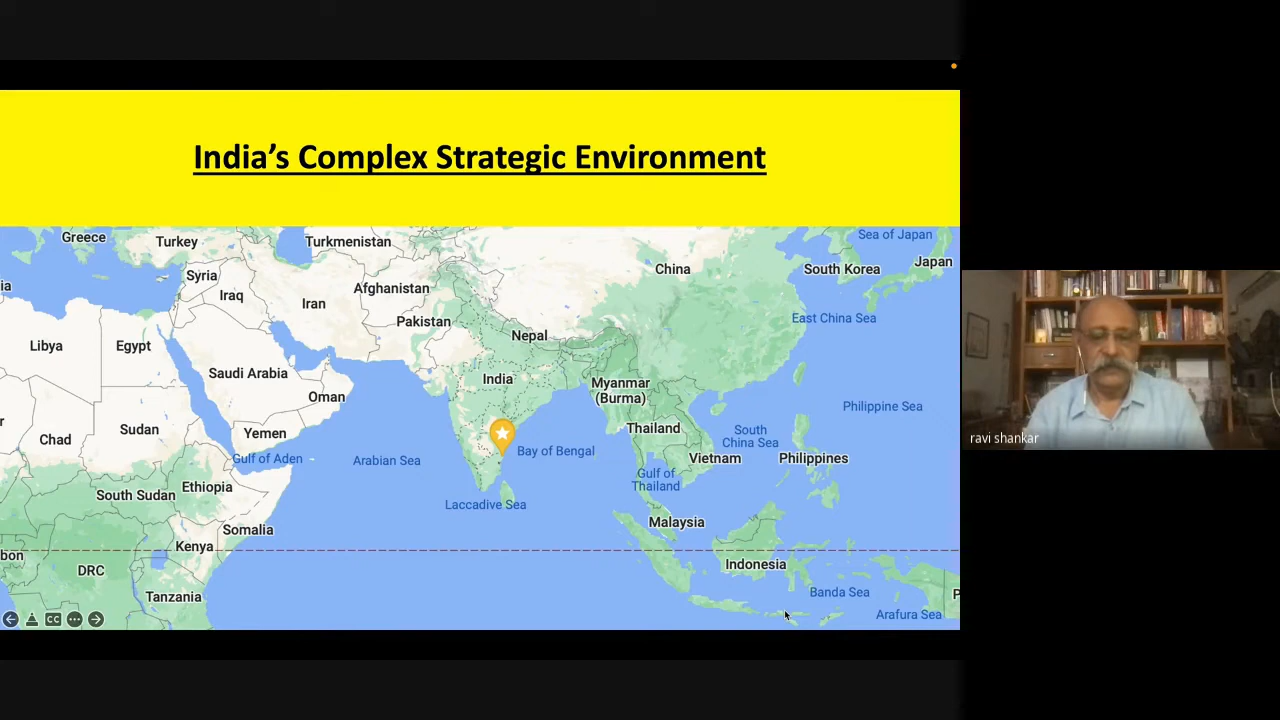 India's Complex Strategic Environment
Greece
Turkey
Turkmenistan
Sea of Japan
Japan
South Korea
China
Syria
Iraq
Iran
Afghanistan
ia
Pakistan
Nepal
East China Sea
Libya
Egypt
Saudi Arabia
India
Myanmar
(Burma)
Oman
Philippine Sea
Chad
Sudan
Yemen
Thailand
South
China Sea
r
Gulf of Aden
Arabian Sea
Bay of Bengal
Vietnam
Philippines
Gulf of
Thailand
South Sudan
Ethiopia
Laccadive Sea
Malaysia
Somalia
Kenya
bon
DRC
Indonesia
Tanzania
Banda Sea
P
Arafura Sea
CC
ravi shankar